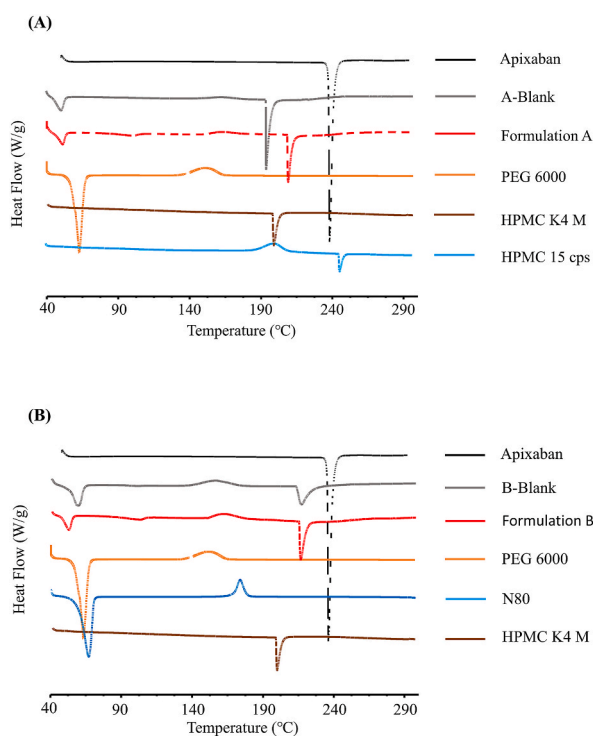 (A)
Heat Flow (W/g)
Apixaban
A-Blank
Formulation A
PEG 6000
HPMC K4 M
HPMC 15 cps
40 90 140 190 240 290
Temperature (℃)
(B)
Heat Flow (W/g)
Apixaban
B-Blank
Formulation B
PEG 6000
N80
HPMC K4 M
40 90 140 190 240 290
Temperature (℃)